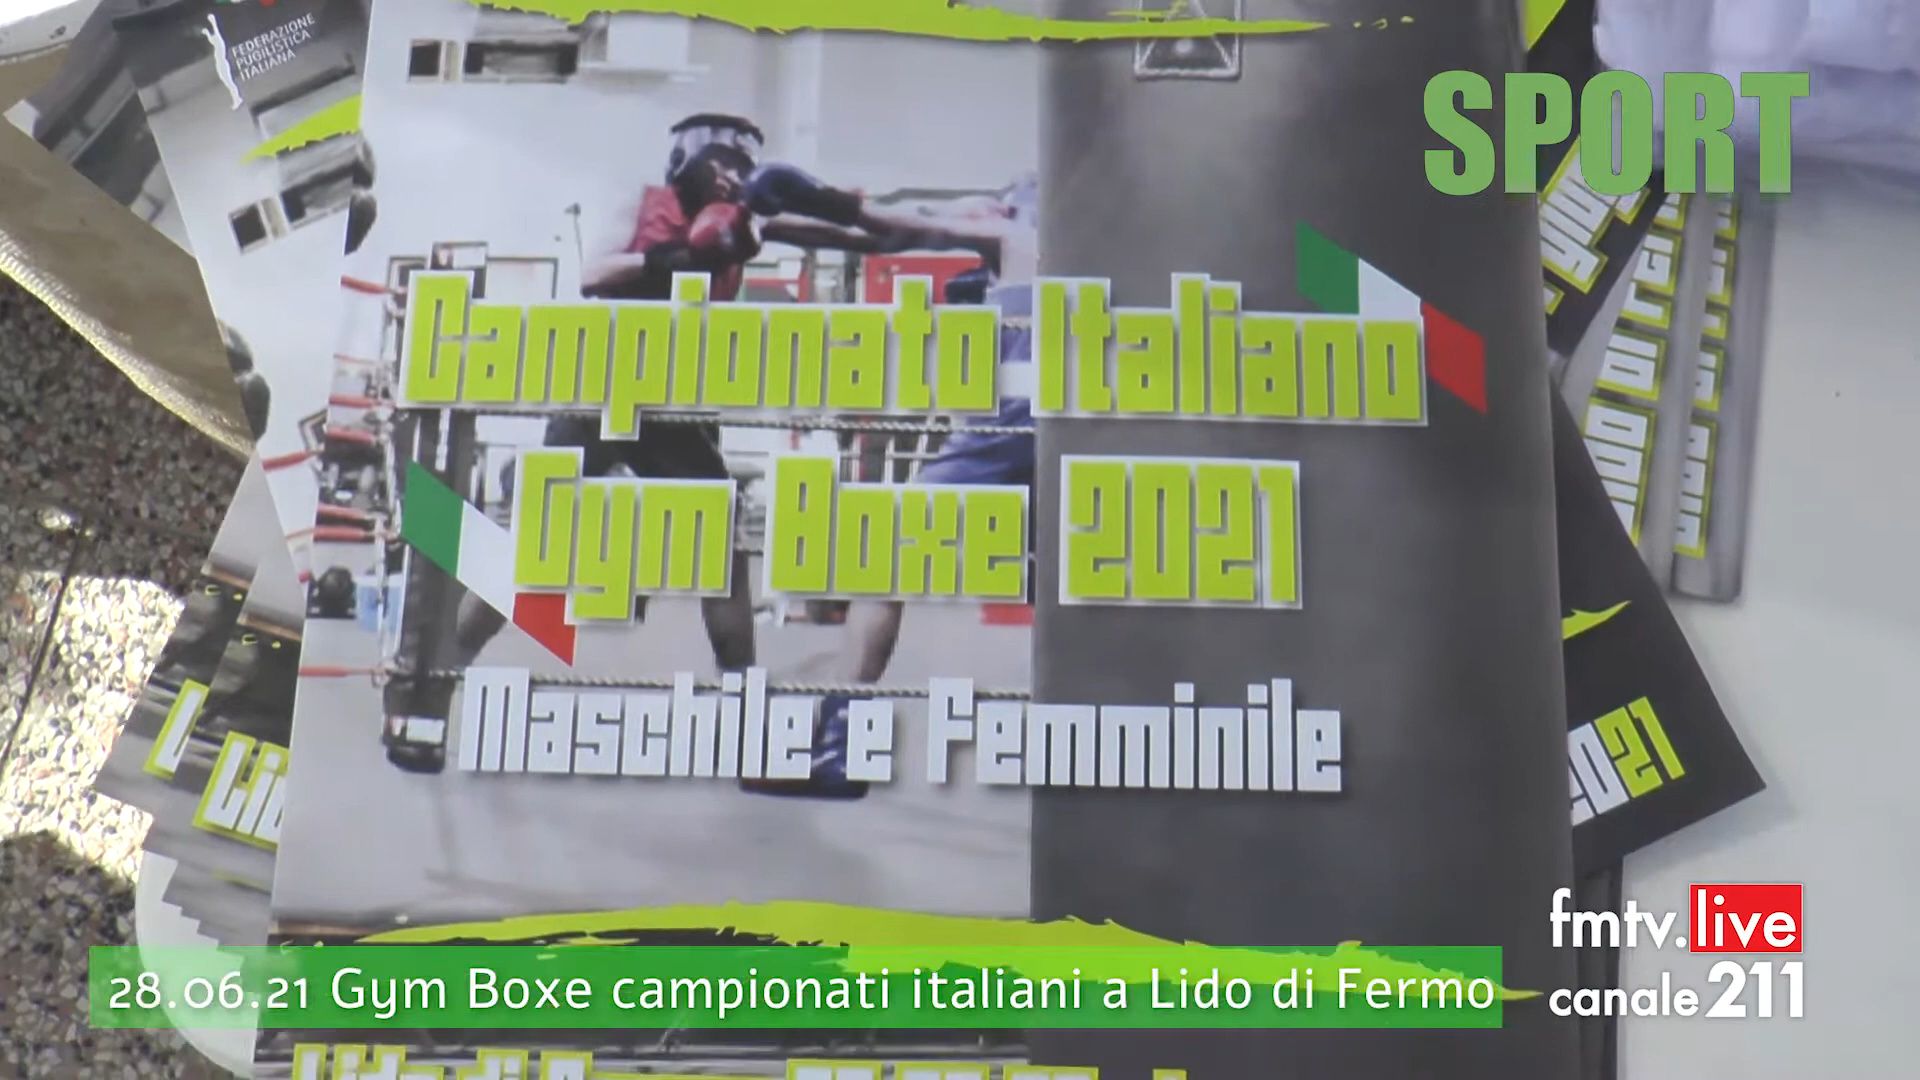 FEDERAZIONE
PUGILISTICA
ITALIANA
SPORT
Campionato Italiano
Gym Boxe 2021
Maschile e Femminile
2021
28.06.21 Gym Boxe campionati italiani a Lido di Fermo
fmtv.live
canale 211